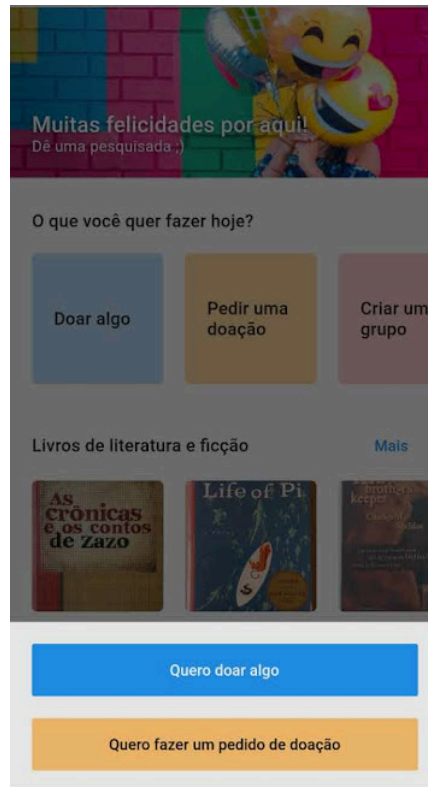 Muitas felicidades por aqui!
Dê uma pesquisada ;)
O que você quer fazer hoje?
Doar algo
Pedir uma
doação
Criar um
grupo
Livros de literatura e ficção
Mais
As
crônicas
e os contos
de zazo
Life of Pi
brother's
keeper
Quero doar algo
Quero fazer um pedido de doação